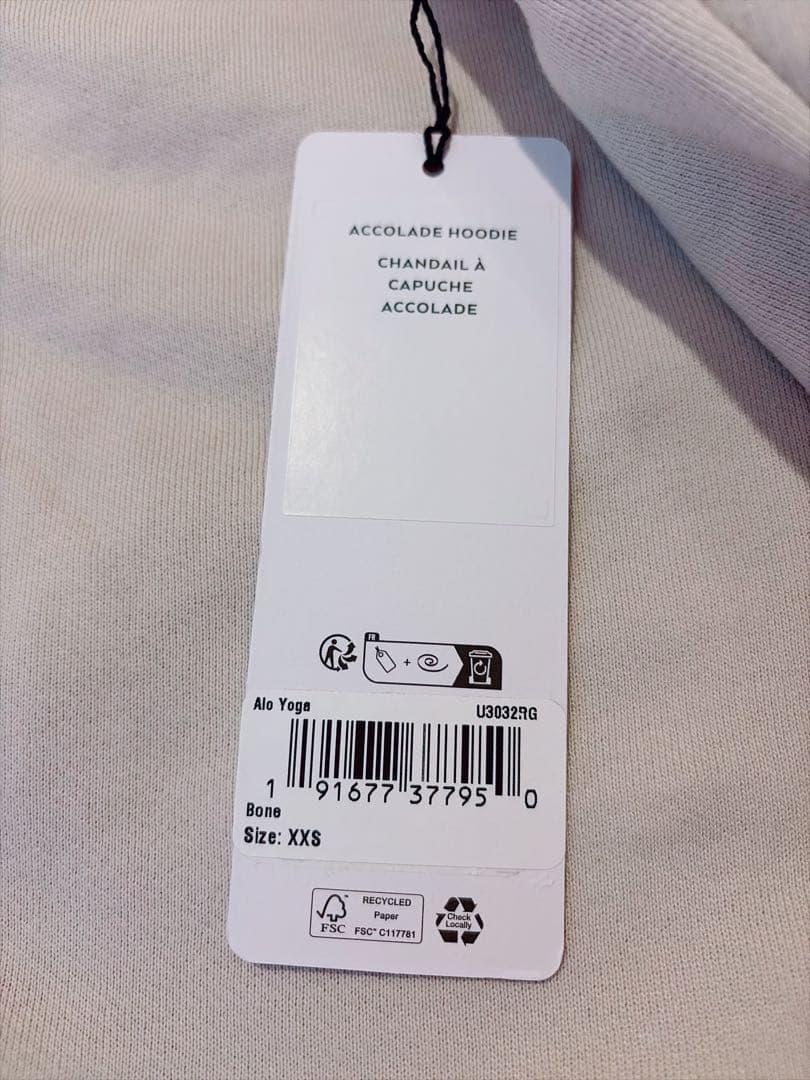 ACCOLADE HOODIE
CHANDAIL À
CAPUCHE
ACCOLADE
FR
+
Alo Yoga
U3032RG
1 91677 37795 0
Bone
Size: XXS
FSC™
RECYCLED
Paper
FSC™ C117781
Check
Locally